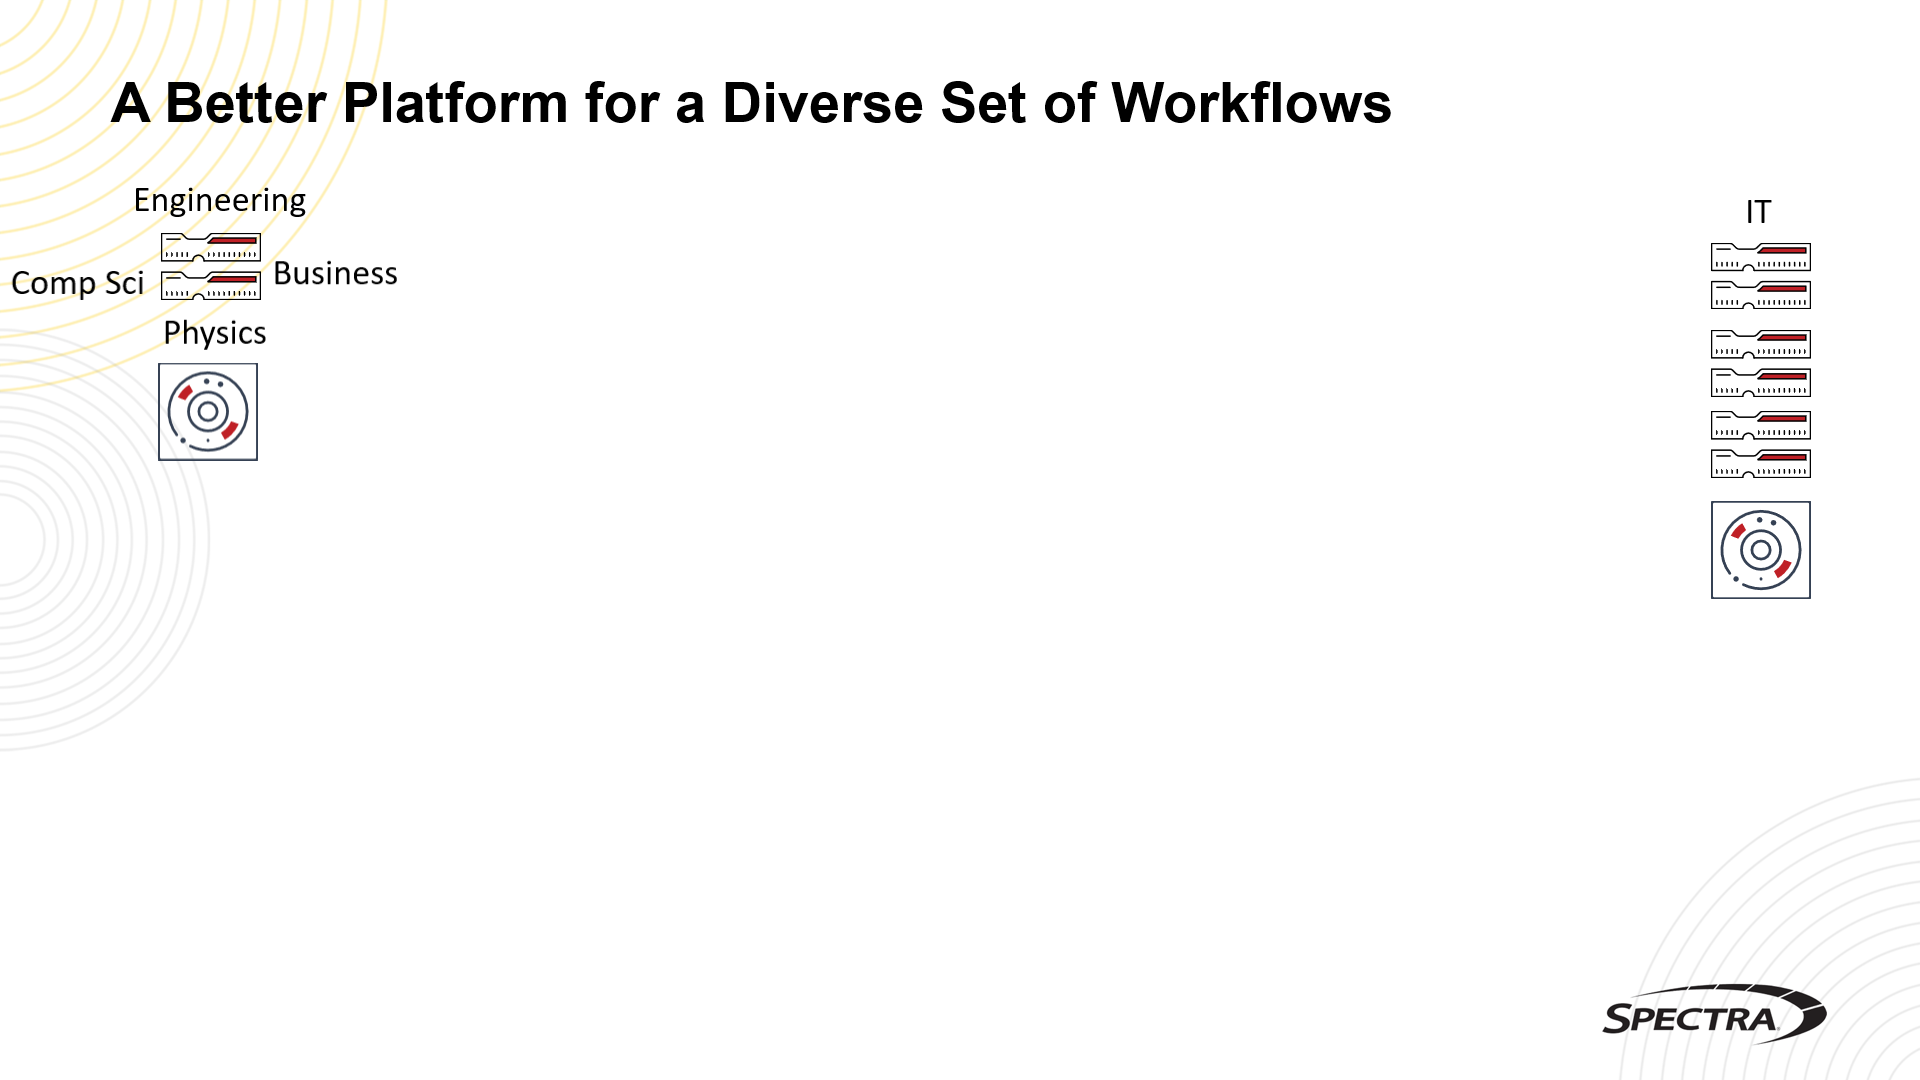 A Better Platform for a Diverse Set of Workflows
Engineering
Comp Sci
Business
Physics
IT
SPECTRA